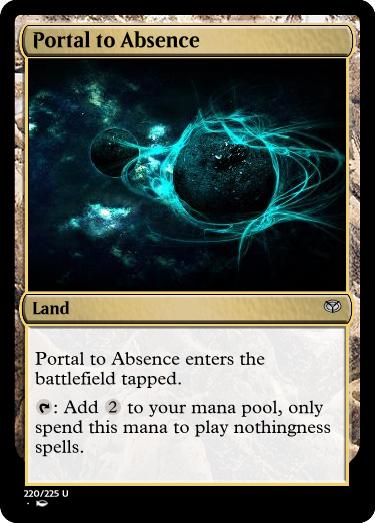 Portal to Absence
Land
Portal to Absence enters the
battlefield tapped.
: Add 2 to your mana pool, only
spend this mana to play nothingness
spells.
220/225 U